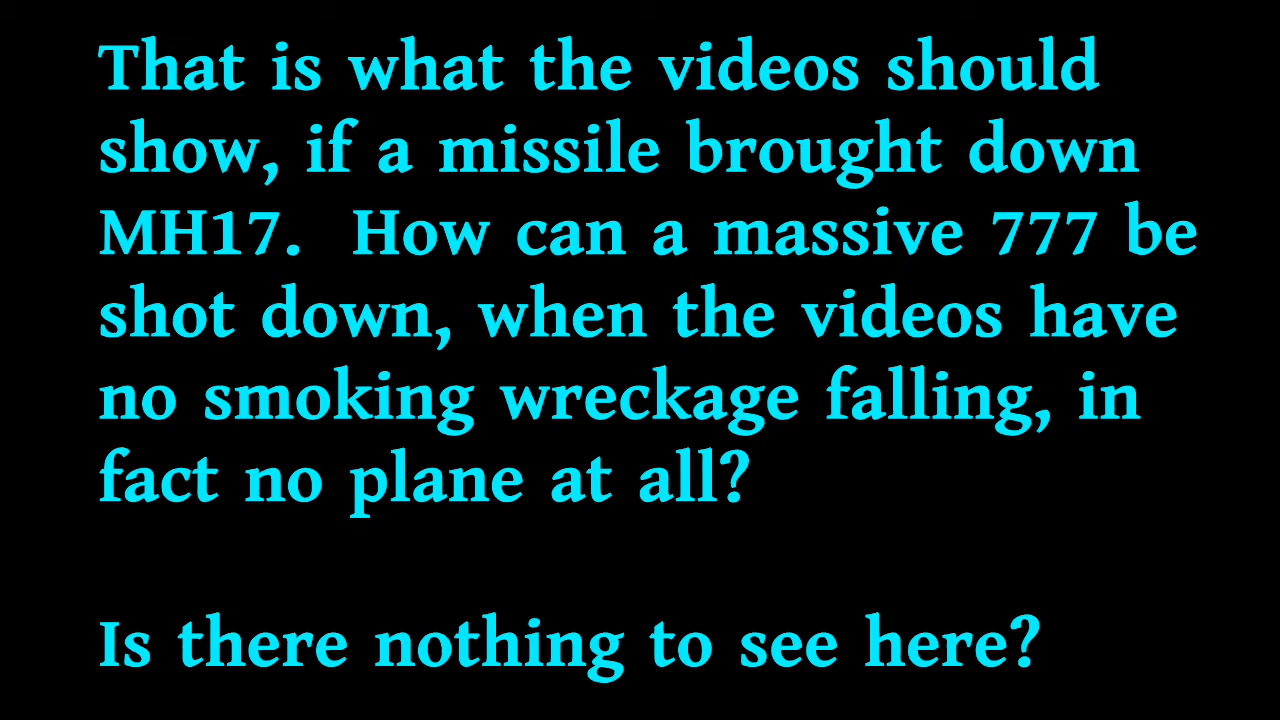 That is what the videos should
show, if a missile brought down
MH17.  How can a massive 777 be
shot down, when the videos have
no smoking wreckage falling, in
fact no plane at all?
Is there nothing to see here?